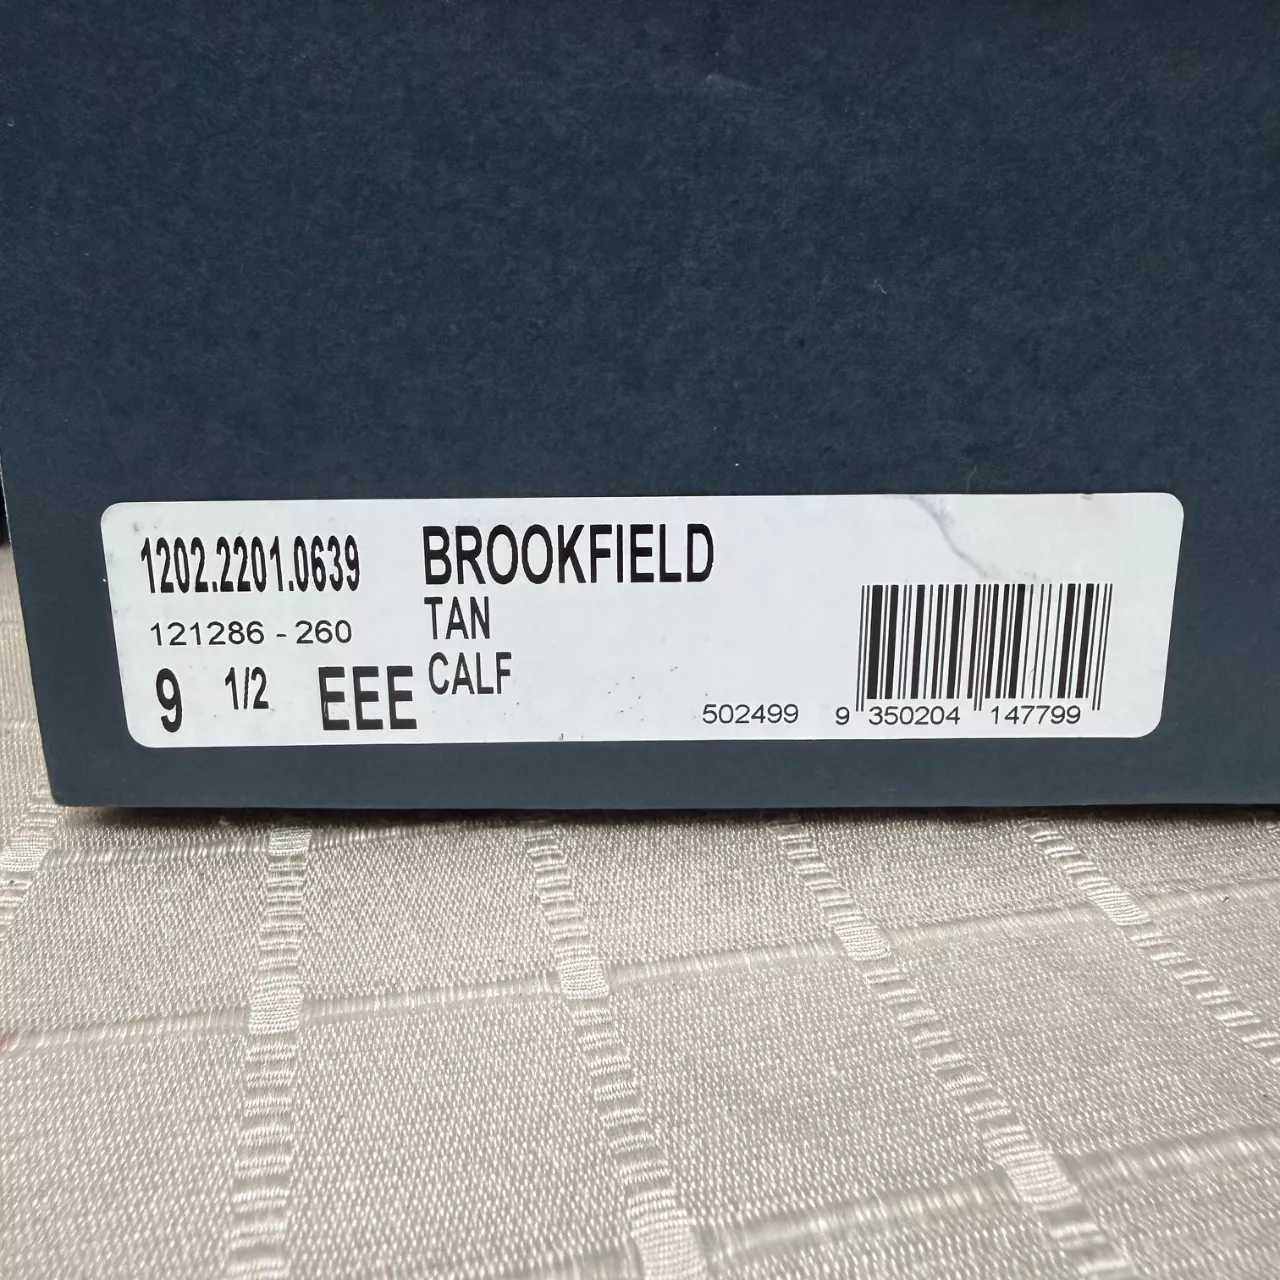 1202.2201.0639 BROOKFIELD
121286 - 260 TAN
9 1/2 EEE CALF
502499 9 350204 147799